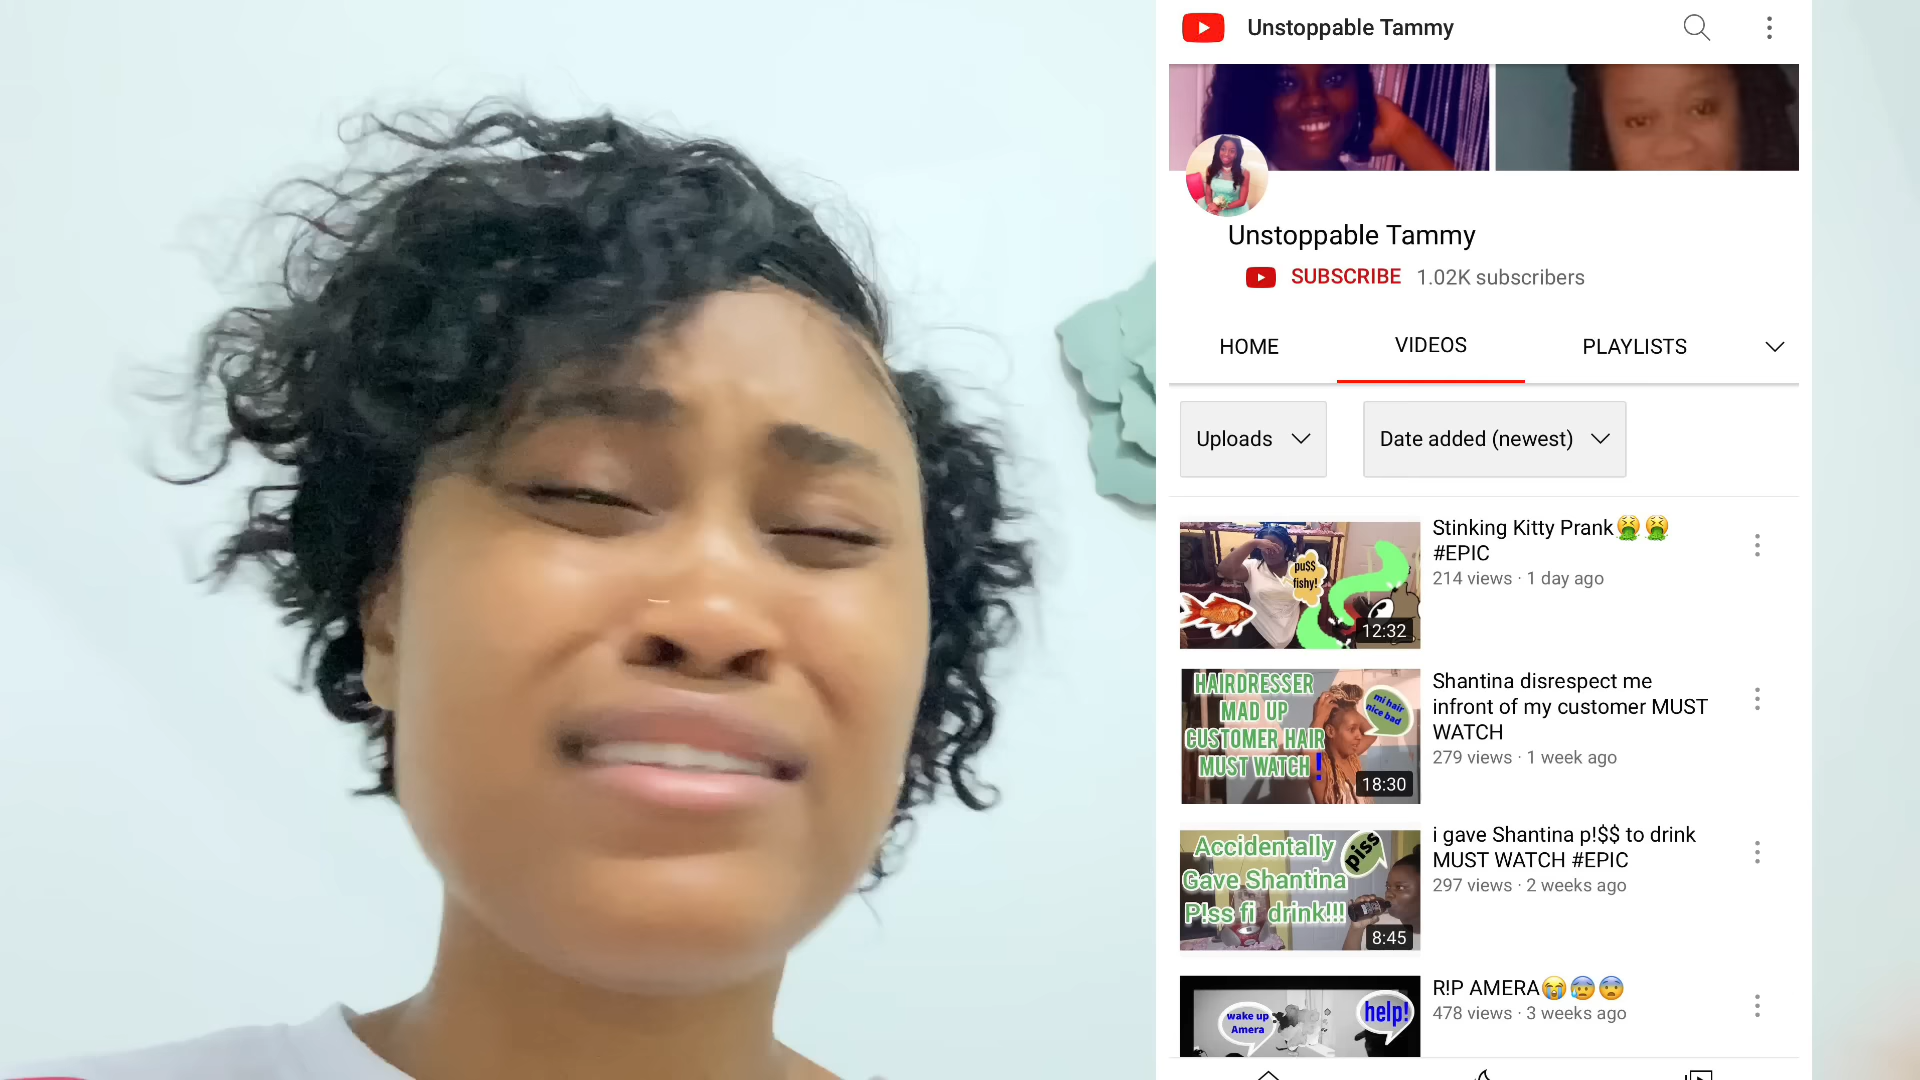 Unstoppable Tammy
Unstoppable Tammy
SUBSCRIBE 1.02K subscribers
HOME VIDEOS PLAYLISTS
Uploads Date added (newest)
pu$$
fishy!
12:32
Stinking Kitty Prank🤮🤮
#EPIC
214 views · 1 day ago
HAIRDRESSER
MAD UP
CUSTOMER HAIR
MUST WATCH !
mi hair
nice bad
18:30
Shantina disrespect me
infront of my customer MUST
WATCH
279 views · 1 week ago
Accidentally
Gave Shantina
P!ss fi drink!!!
piss
8:45
i gave Shantina p!$$ to drink
MUST WATCH #EPIC
297 views · 2 weeks ago
wake up
Amera
help!
R!P AMERA😭😰😨
478 views · 3 weeks ago